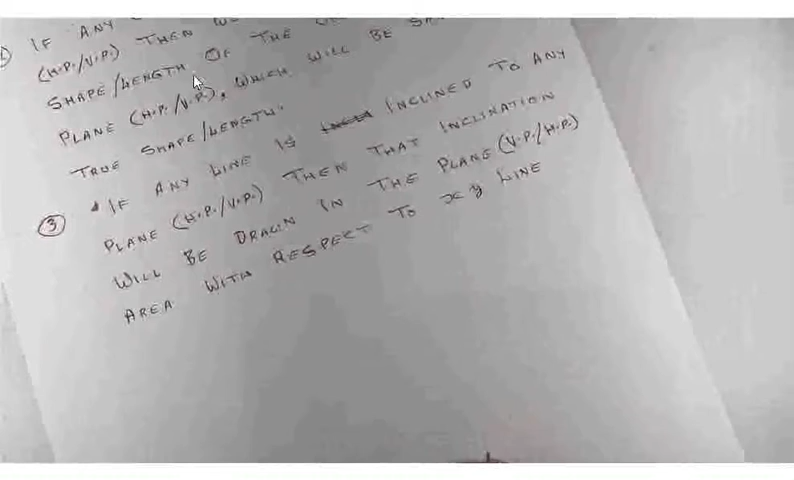 IF ANY
(H.P./V.P.) THEN
SHAPE/LENGTH OF THE
PLANE (H.P./V.P.), WHICH WILL BE
TRUE SHAPE/LENGTH.
③ IF ANY LINE IS INCLINED TO ANY
PLANE (H.P./V.P.) THEN THAT INCLINATION
WILL BE DRAWN IN THE PLANE (V.P./H.P.)
AREA WITH RESPECT TO xy LINE